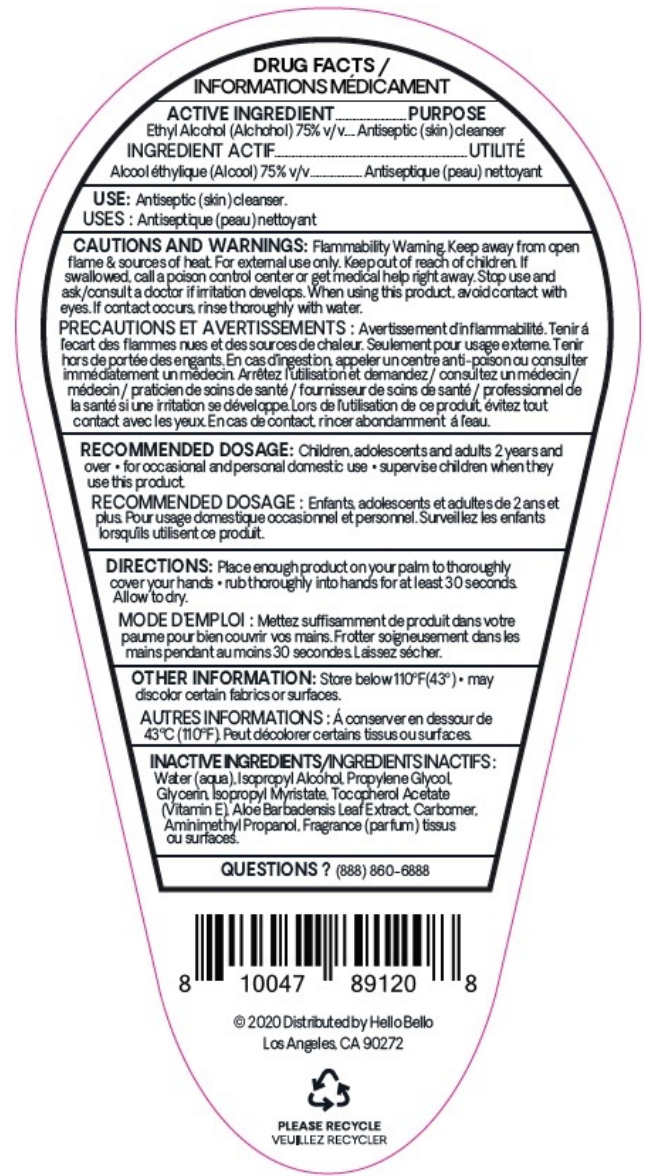 DRUG FACTS /
INFORMATIONS MÉDICAMENT
ACTIVE INGREDIENT....................PURPOSE
Ethyl Alcohol (Alchohol) 75% v/v.... Antiseptic (skin) cleanser
INGREDIENT ACTIF....................UTILITÉ
Alcool éthylique (Alcool) 75% v/v............... Antiseptique (peau) nettoyant
USE: Antiseptic (skin) cleanser.
USES : Antiseptique (peau) nettoyant
CAUTIONS AND WARNINGS: Flammability Warning. Keep away from open
flame & sources of heat. For external use only. Keep out of reach of children. If
swallowed, call a poison control center or get medical help right away. Stop use and
ask/consult a doctor if irritation develops. When using this product, avoid contact with
eyes. If contact occurs, rinse thoroughly with water.
PRECAUTIONS ET AVERTISSEMENTS : Avertissement d'inflammabilité. Tenir á
l'ecart des flammes nues et des sources de chaleur. Seulement pour usage externe. Tenir
hors de portée des engants. En cas d'ingestion, appeler un centre anti-poison ou consulter
immédiatement un médecin. Arrêtez l'utilisation et demandez / consultez un médecin /
médecin / praticien de soins de santé / fournisseur de soins de santé / professionnel de
la santé si une irritation se développe. Lors de l'utilisation de ce produit, évitez tout
contact avec les yeux. En cas de contact, rincer abondamment á l'eau.
RECOMMENDED DOSAGE: Children, adolescents and adults 2 years and
over • for occasional and personal domestic use • supervise children when they
use this product.
RECOMMENDED DOSAGE : Enfants, adolescents et adultes de 2 ans et
plus. Pour usage domestique occasionnel et personnel. Surveillez les enfants
lorsqu'ils utilisent ce produit.
DIRECTIONS: Place enough product on your palm to thoroughly
cover your hands • rub thoroughly into hands for at least 30 seconds.
Allow to dry.
MODE D'EMPLOI : Mettez suffisamment de produit dans votre
paume pour bien couvrir vos mains. Frotter soigneusement dans les
mains pendant au moins 30 secondes. Laissez sécher.
OTHER INFORMATION: Store below 110°F(43°) • may
discolor certain fabrics or surfaces.
AUTRES INFORMATIONS : Á conserver en dessour de
43°C (110°F). Peut décolorer certains tissus ou surfaces.
INACTIVE INGREDIENTS/INGREDIENTS INACTIFS :
Water (aqua), Isopropyl Alcohol, Propylene Glycol,
Glycerin, Isopropyl Myristate, Tocopherol Acetate
(Vitamin E), Aloe Barbadensis Leaf Extract, Carbomer,
Aminimethyl Propanol, Fragrance (parfum) tissus
ou surfaces.
QUESTIONS ? (888) 860-6888
8 10047 89120 8
© 2020 Distributed by Hello Bello
Los Angeles, CA 90272
PLEASE RECYCLE
VEUILLEZ RECYCLER